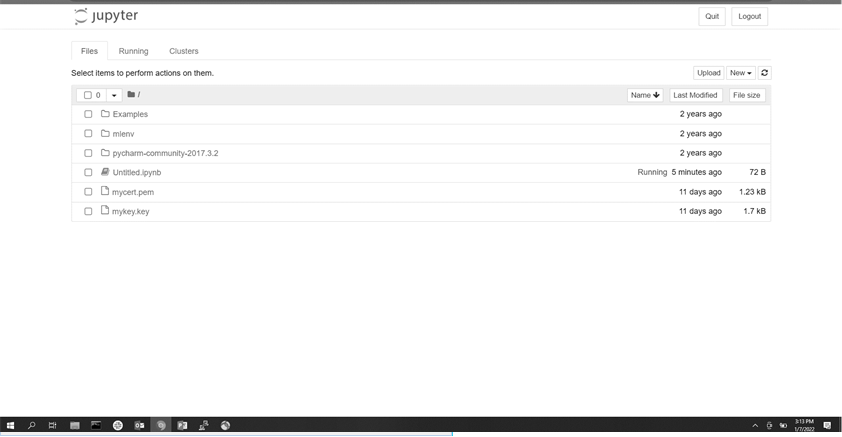 jupyter
Quit Logout
Files Running Clusters
Select items to perform actions on them.
Upload New
0 / Name Last Modified File size
Examples 2 years ago
mlenv 2 years ago
pycharm-community-2017.3.2 2 years ago
Untitled.ipynb Running 5 minutes ago 72 B
mycert.pem 11 days ago 1.23 kB
mykey.key 11 days ago 1.7 kB
3:13 PM
1/7/2022